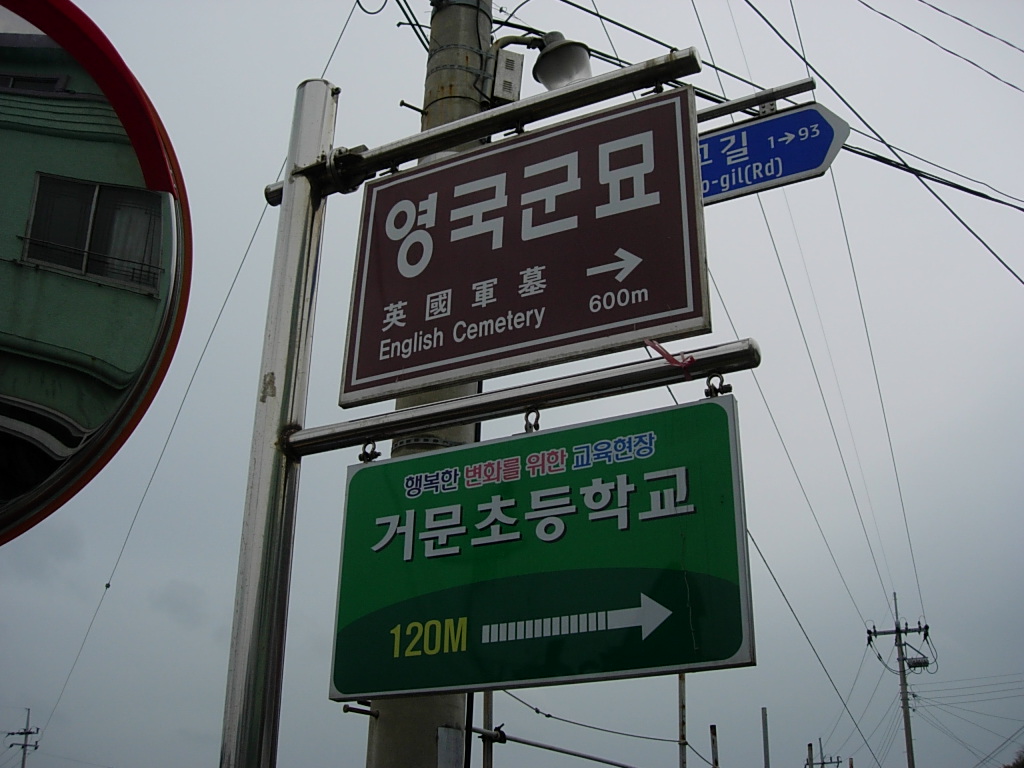 영국군묘
英國軍墓
English Cemetery
→
600m
길 1→93
-gil(Rd)
행복한 변화를 위한 교육현장
거문초등학교
120M